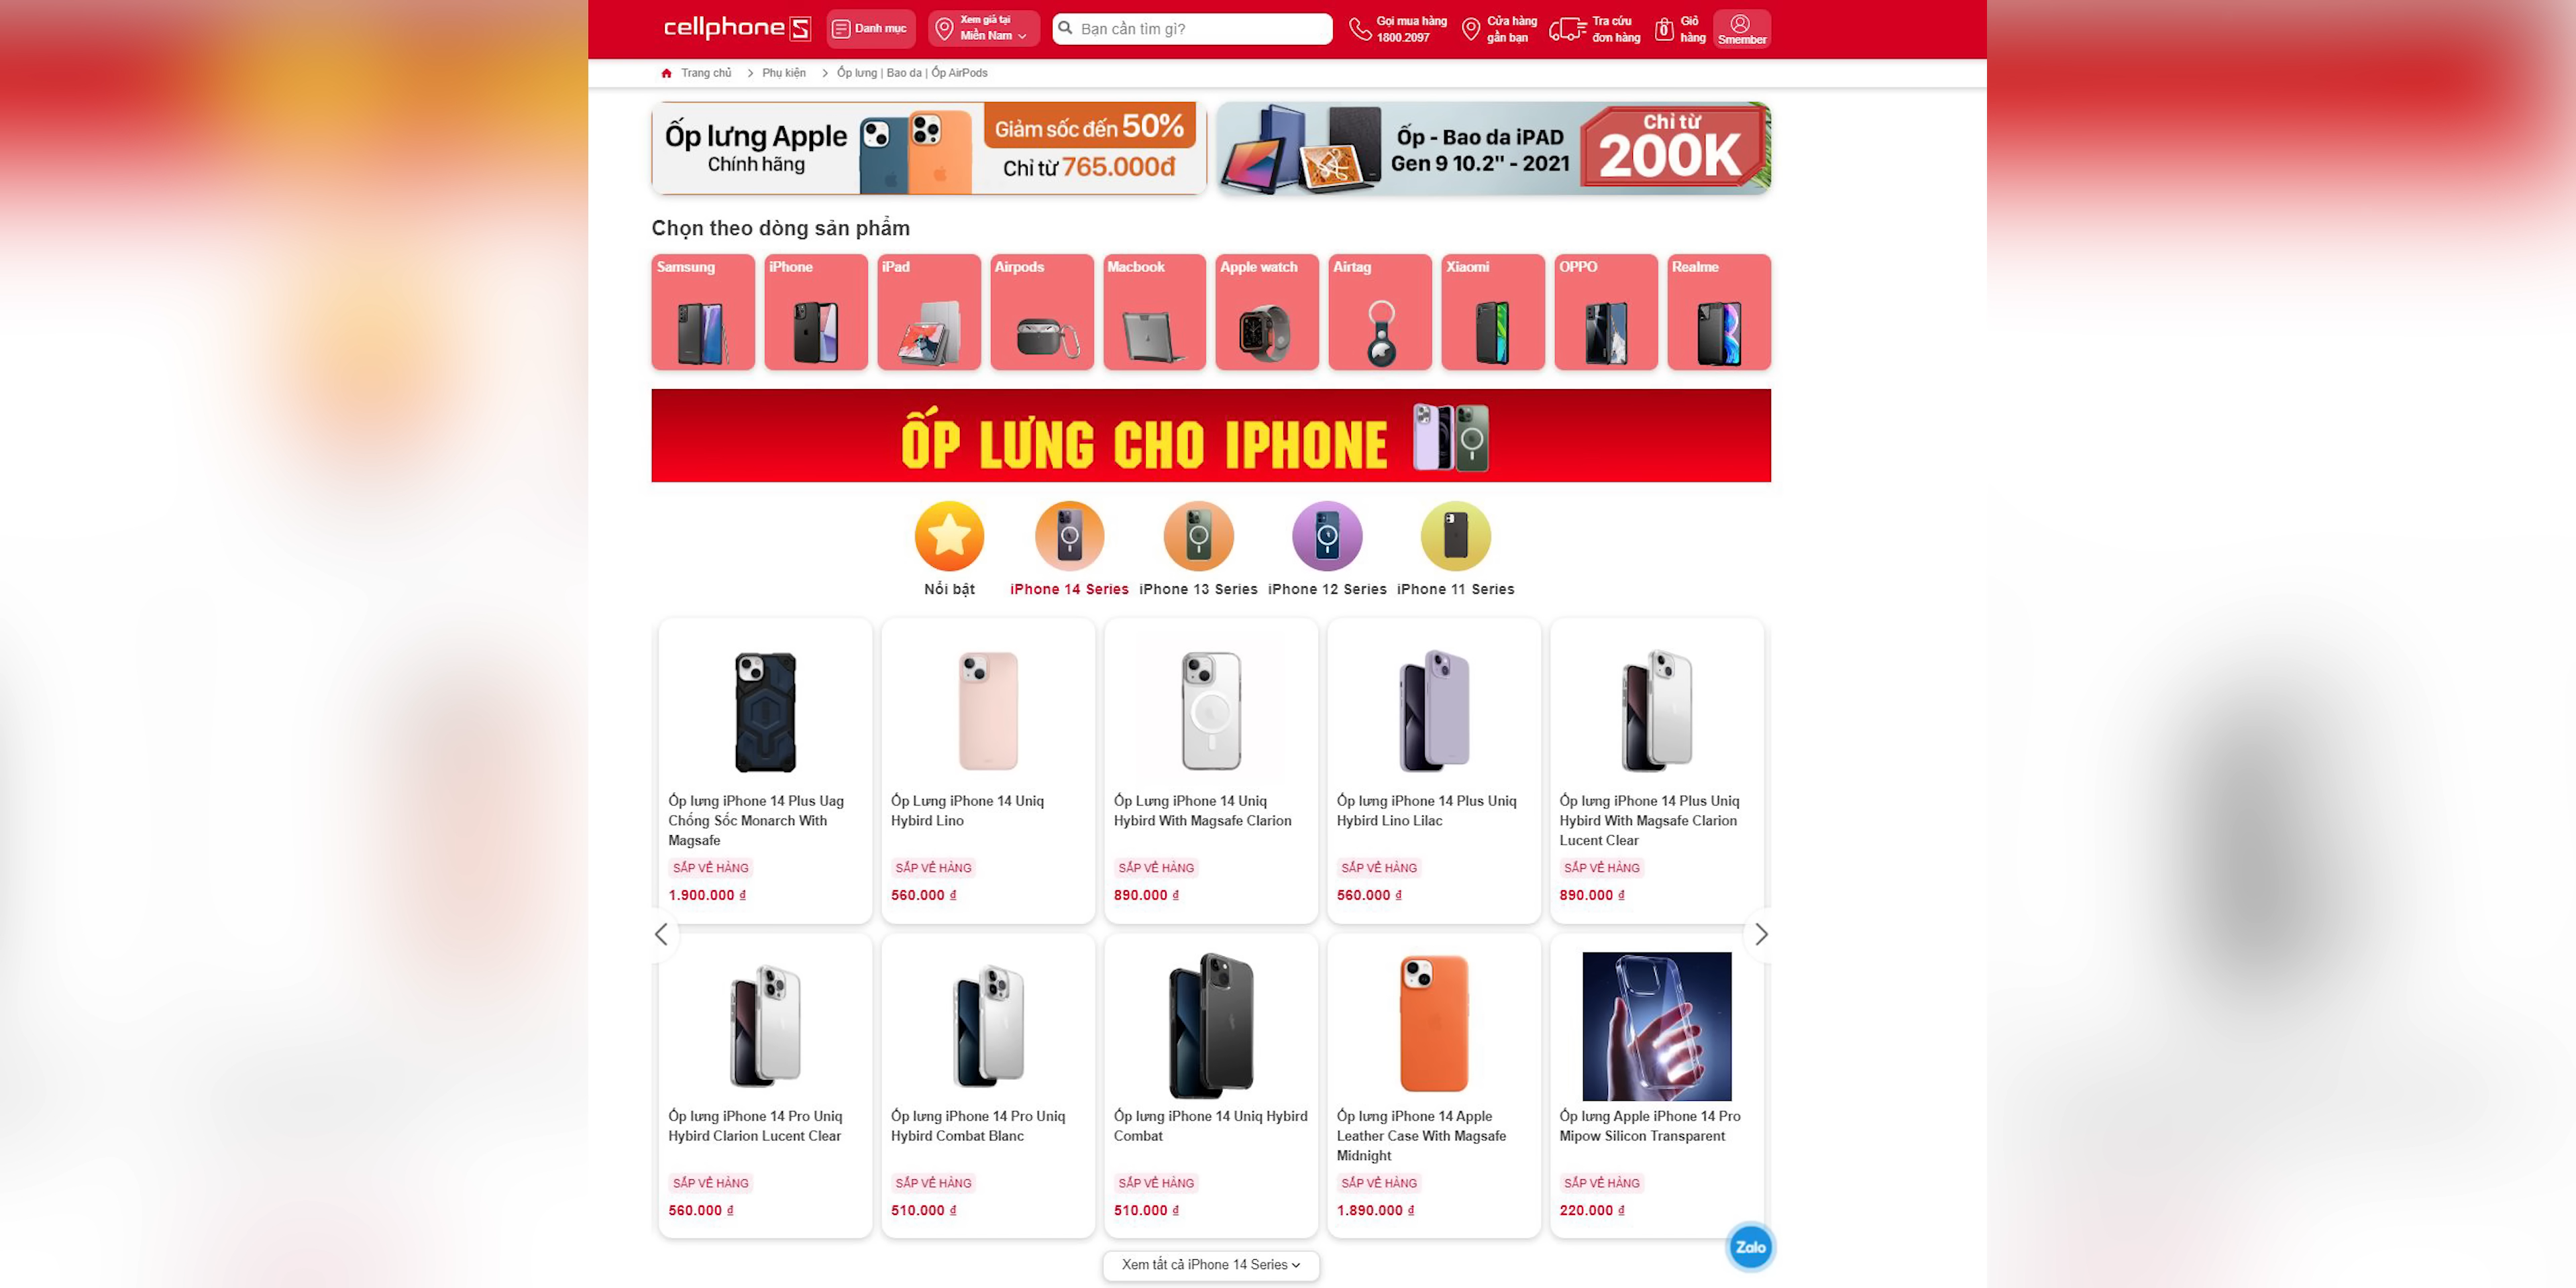 cellphoneS
Danh mục
Xem giá tại
Miền Nam
Bạn cần tìm gì?
Gọi mua hàng
1800.2097
Cửa hàng
gần bạn
Tra cứu
đơn hàng
0
Giỏ
hàng
Smember
Trang chủ
Phụ kiện
Ốp lưng | Bao da | Ốp AirPods
Ốp lưng Apple
Chính hãng
Giảm sốc đến 50%
Chỉ từ 765.000đ
Ốp - Bao da iPAD
Gen 9 10.2" - 2021
Chỉ từ
200K
Chọn theo dòng sản phẩm
Samsung
iPhone
iPad
Airpods
Macbook
Apple watch
Airtag
Xiaomi
OPPO
Realme
ỐP LƯNG CHO IPHONE
Nổi bật
iPhone 14 Series
iPhone 13 Series
iPhone 12 Series
iPhone 11 Series
Ốp lưng iPhone 14 Plus Uag
Chống Sốc Monarch With
Magsafe
SẮP VỀ HÀNG
1.900.000 ₫
Ốp Lưng iPhone 14 Uniq
Hybird Lino
SẮP VỀ HÀNG
560.000 ₫
Ốp Lưng iPhone 14 Uniq
Hybird With Magsafe Clarion
SẮP VỀ HÀNG
890.000 ₫
Ốp lưng iPhone 14 Plus Uniq
Hybird Lino Lilac
SẮP VỀ HÀNG
560.000 ₫
Ốp lưng iPhone 14 Plus Uniq
Hybird With Magsafe Clarion
Lucent Clear
SẮP VỀ HÀNG
890.000 ₫
Ốp lưng iPhone 14 Pro Uniq
Hybird Clarion Lucent Clear
SẮP VỀ HÀNG
560.000 ₫
Ốp lưng iPhone 14 Pro Uniq
Hybird Combat Blanc
SẮP VỀ HÀNG
510.000 ₫
Ốp lưng iPhone 14 Uniq Hybird
Combat
SẮP VỀ HÀNG
510.000 ₫
Ốp lưng iPhone 14 Apple
Leather Case With Magsafe
Midnight
SẮP VỀ HÀNG
1.890.000 ₫
Ốp lưng Apple iPhone 14 Pro
Mipow Silicon Transparent
SẮP VỀ HÀNG
220.000 ₫
Zalo
Xem tất cả iPhone 14 Series